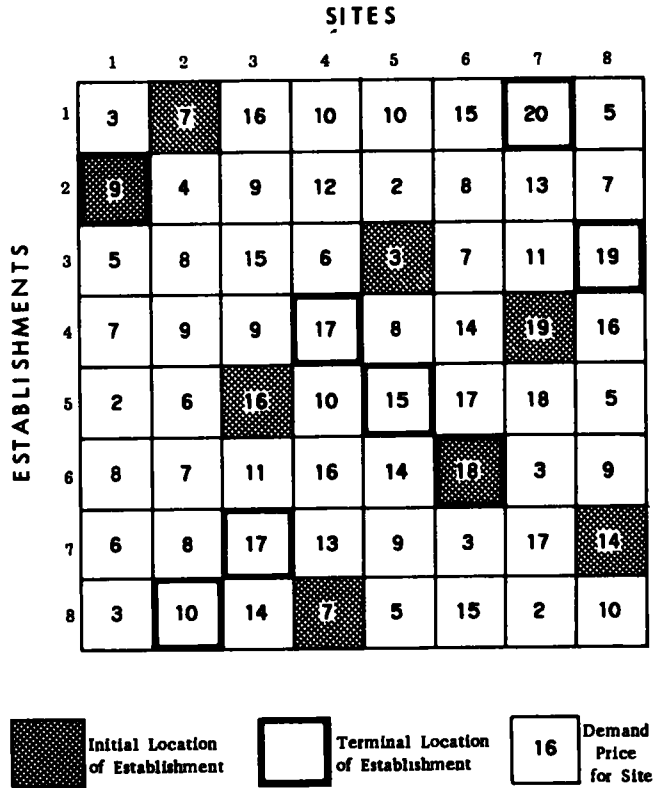 SITES
1 2 3 4 5 6 7 8
ESTABLISHMENTS
1 3 7 16 10 10 15 20 5
2 9 4 9 12 2 8 13 7
3 5 8 15 6 3 7 11 19
4 7 9 9 17 8 14 19 16
5 2 6 16 10 15 17 18 5
6 8 7 11 16 14 18 3 9
7 6 8 17 13 9 3 17 14
8 3 10 14 7 5 15 2 10
Initial Location
of Establishment
Terminal Location
of Establishment
16
Demand
Price
for Site